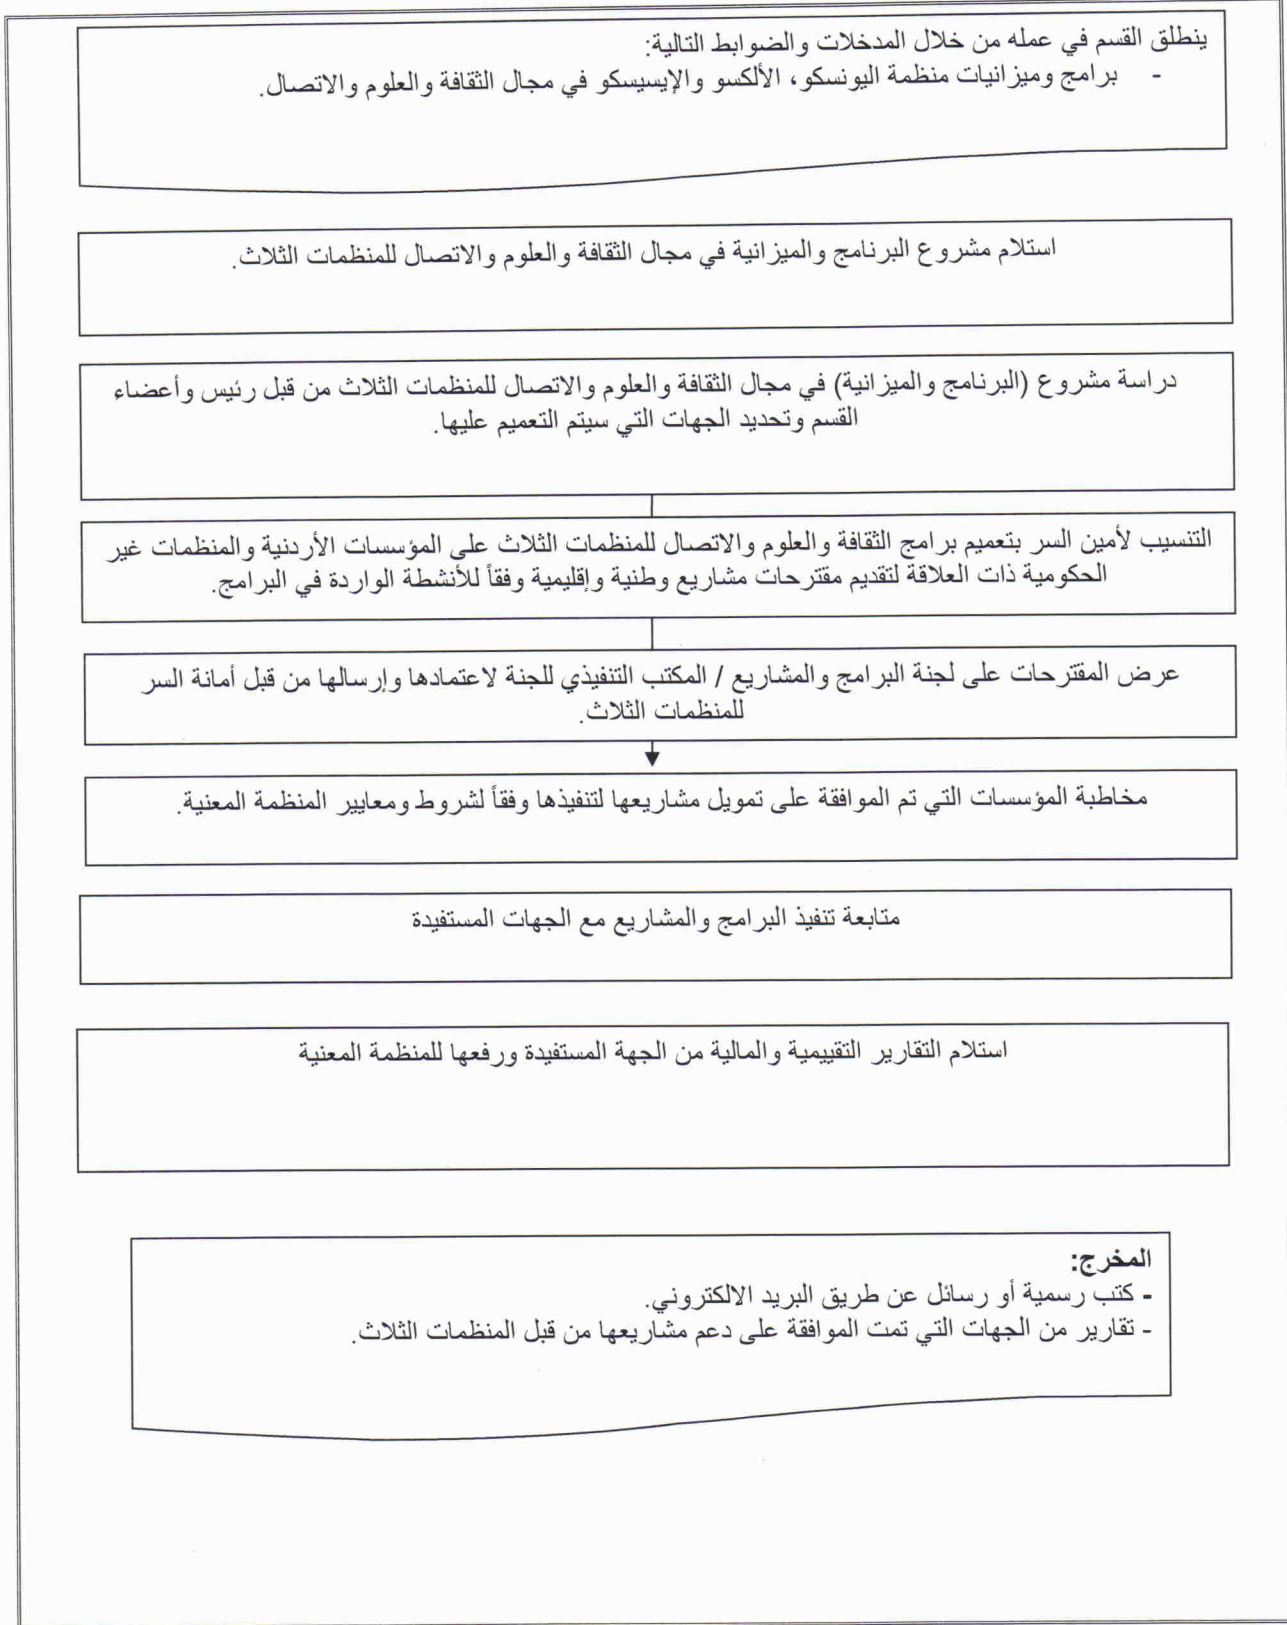 ينطلق القسم في عمله من خلال المدخلات والضوابط التالية:
- برامج وميزانيات منظمة اليونسكو، الألكسو والإيسيسكو في مجال الثقافة والعلوم والاتصال.
استلام مشروع البرنامج والميزانية في مجال الثقافة والعلوم والاتصال للمنظمات الثلاث.
دراسة مشروع (البرنامج والميزانية) في مجال الثقافة والعلوم والاتصال للمنظمات الثلاث من قبل رئيس وأعضاء
القسم وتحديد الجهات التي سيتم التعميم عليها.
التنسيب لأمين السر بتعميم برامج الثقافة والعلوم والاتصال للمنظمات الثلاث على المؤسسات الأردنية والمنظمات غير
الحكومية ذات العلاقة لتقديم مقترحات مشاريع وطنية وإقليمية وفقاً للأنشطة الواردة في البرامج.
عرض المقترحات على لجنة البرامج والمشاريع / المكتب التنفيذي للجنة لاعتمادها وإرسالها من قبل أمانة السر
للمنظمات الثلاث.
مخاطبة المؤسسات التي تم الموافقة على تمويل مشاريعها لتنفيذها وفقاً لشروط ومعايير المنظمة المعنية.
متابعة تنفيذ البرامج والمشاريع مع الجهات المستفيدة
استلام التقارير التقييمية والمالية من الجهة المستفيدة ورفعها للمنظمة المعنية
المخرج:
- كتب رسمية أو رسائل عن طريق البريد الالكتروني.
- تقارير من الجهات التي تمت الموافقة على دعم مشاريعها من قبل المنظمات الثلاث.